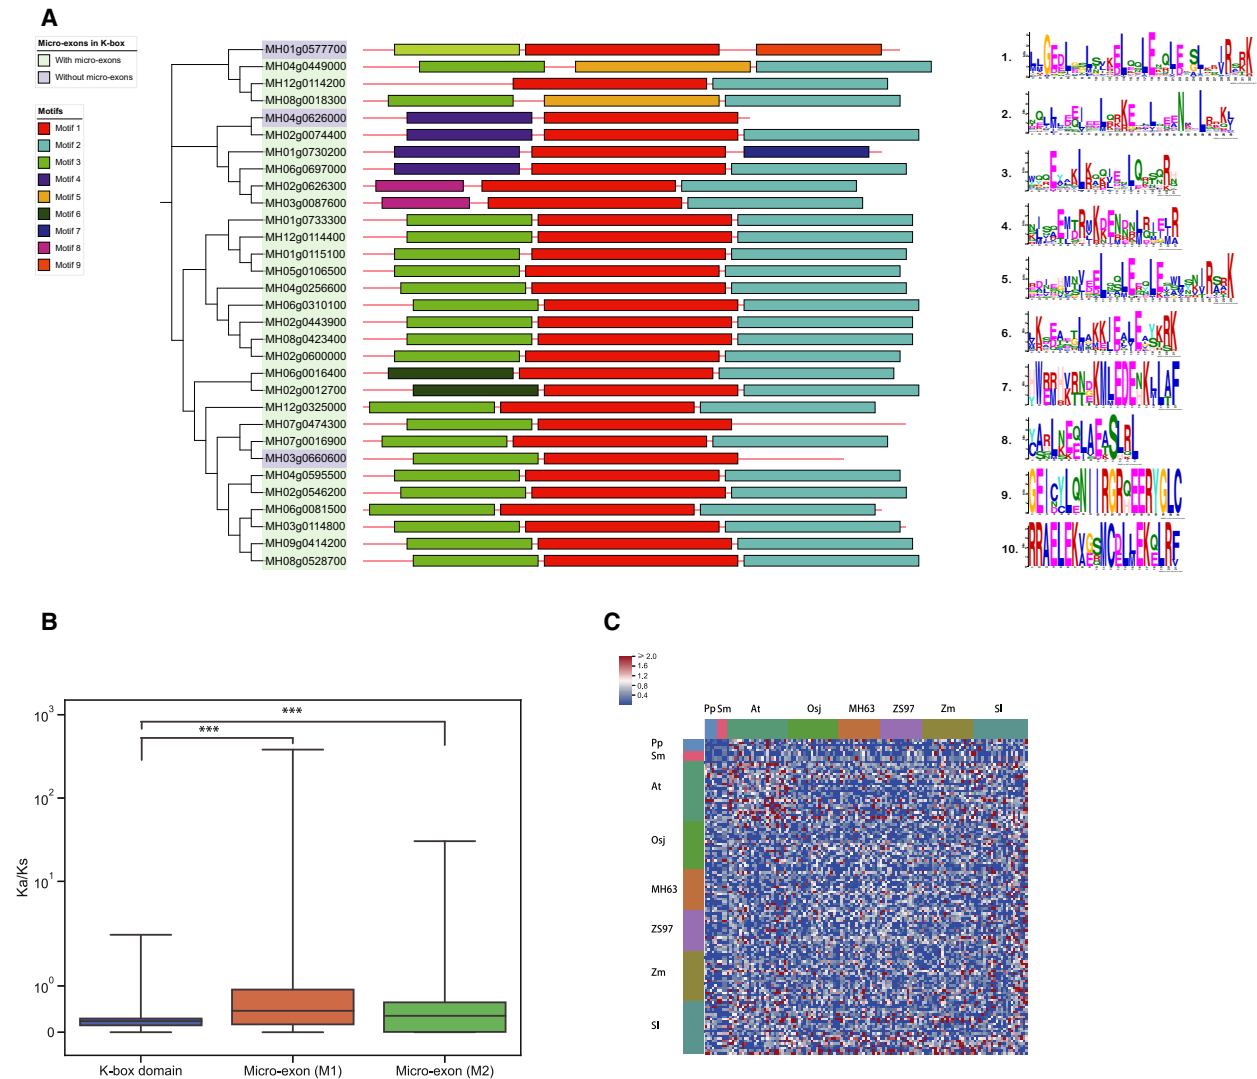 A
Micro-exons in K-box
With micro-exons
Without micro-exons
Motifs
Motif 1
Motif 2
Motif 3
Motif 4
Motif 5
Motif 6
Motif 7
Motif 8
Motif 9
MH01g0577700
MH04g0449000
MH12g0114200
MH08g0018300
MH04g0626000
MH02g0074400
MH01g0730200
MH06g0697000
MH02g0626300
MH03g0087600
MH01g0733300
MH12g0114400
MH01g0115100
MH05g0106500
MH04g0256600
MH06g0310100
MH02g0443900
MH08g0423400
MH02g0600000
MH06g0016400
MH02g0012700
MH12g0325000
MH07g0474300
MH07g0016900
MH03g0660600
MH04g0595500
MH02g0546200
MH06g0081500
MH03g0114800
MH09g0414200
MH08g0528700
1.
2.
3.
4.
5.
6.
7.
8.
9.
10.
B
Ka/Ks
10³
10²
10¹
10⁰
0
***
***
K-box domain
Micro-exon (M1)
Micro-exon (M2)
C
≥ 2.0
1.6
1.2
0.8
0.4
Pp Sm At Osj MH63 ZS97 Zm Sl
Pp
Sm
At
Osj
MH63
ZS97
Zm
Sl